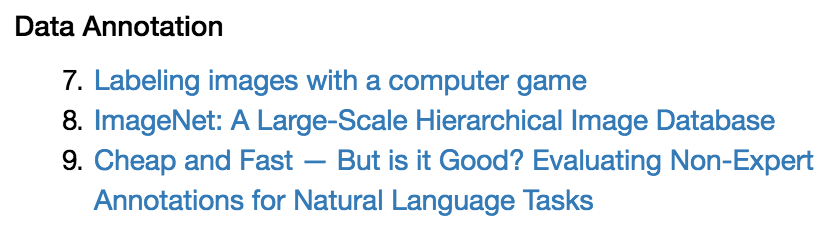 Data Annotation
7. Labeling images with a computer game
8. ImageNet: A Large-Scale Hierarchical Image Database
9. Cheap and Fast — But is it Good? Evaluating Non-Expert
Annotations for Natural Language Tasks